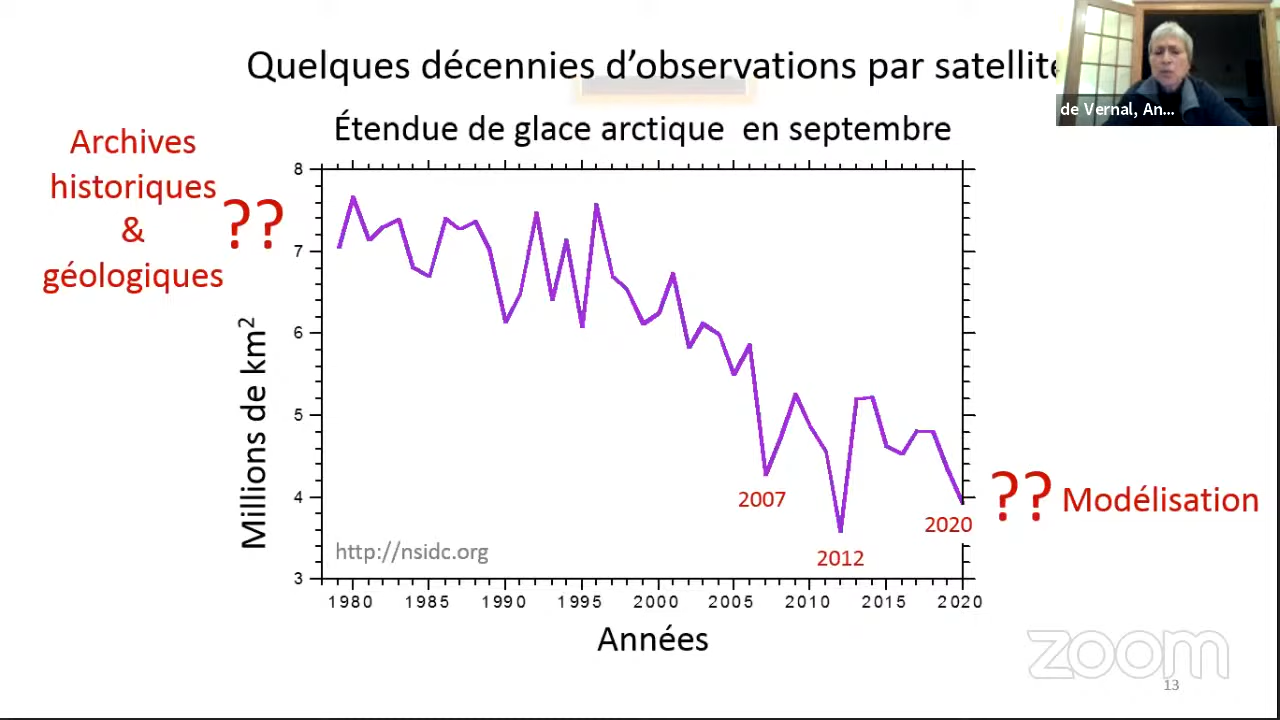 Quelques décennies d'observations par satellite
de Vernal, An...
Étendue de glace arctique en septembre
Archives
historiques
&
géologiques
??
Millions de km²
8
7
6
5
4
3
2007
2012
2020
?? Modélisation
http://nsidc.org
1980 1985 1990 1995 2000 2005 2010 2015 2020
Années
zoom
13